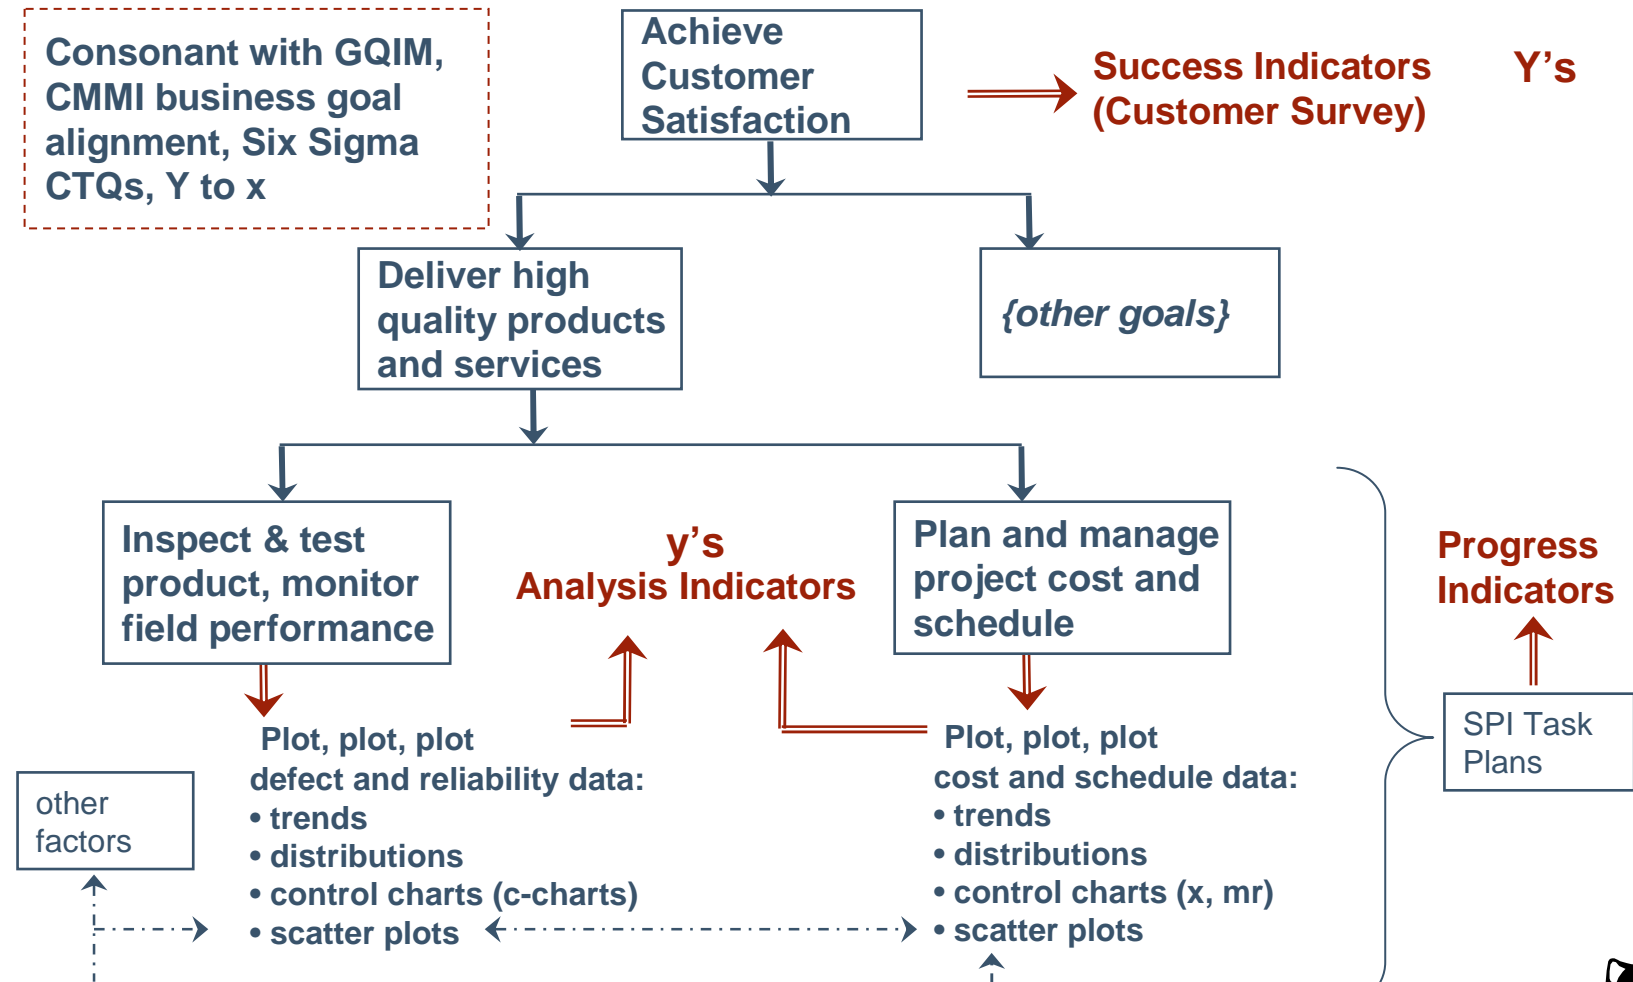 Consonant with GQIM,
CMMI business goal
alignment, Six Sigma
CTQs, Y to x
Achieve
Customer
Satisfaction
Success Indicators
(Customer Survey)
Y’s
Deliver high
quality products
and services
{other goals}
Inspect & test
product, monitor
field performance
y’s
Analysis Indicators
Plan and manage
project cost and
schedule
Progress
Indicators
SPI Task
Plans
Plot, plot, plot
defect and reliability data:
• trends
• distributions
• control charts (c-charts)
• scatter plots
Plot, plot, plot
cost and schedule data:
• trends
• distributions
• control charts (x, mr)
• scatter plots
other
factors